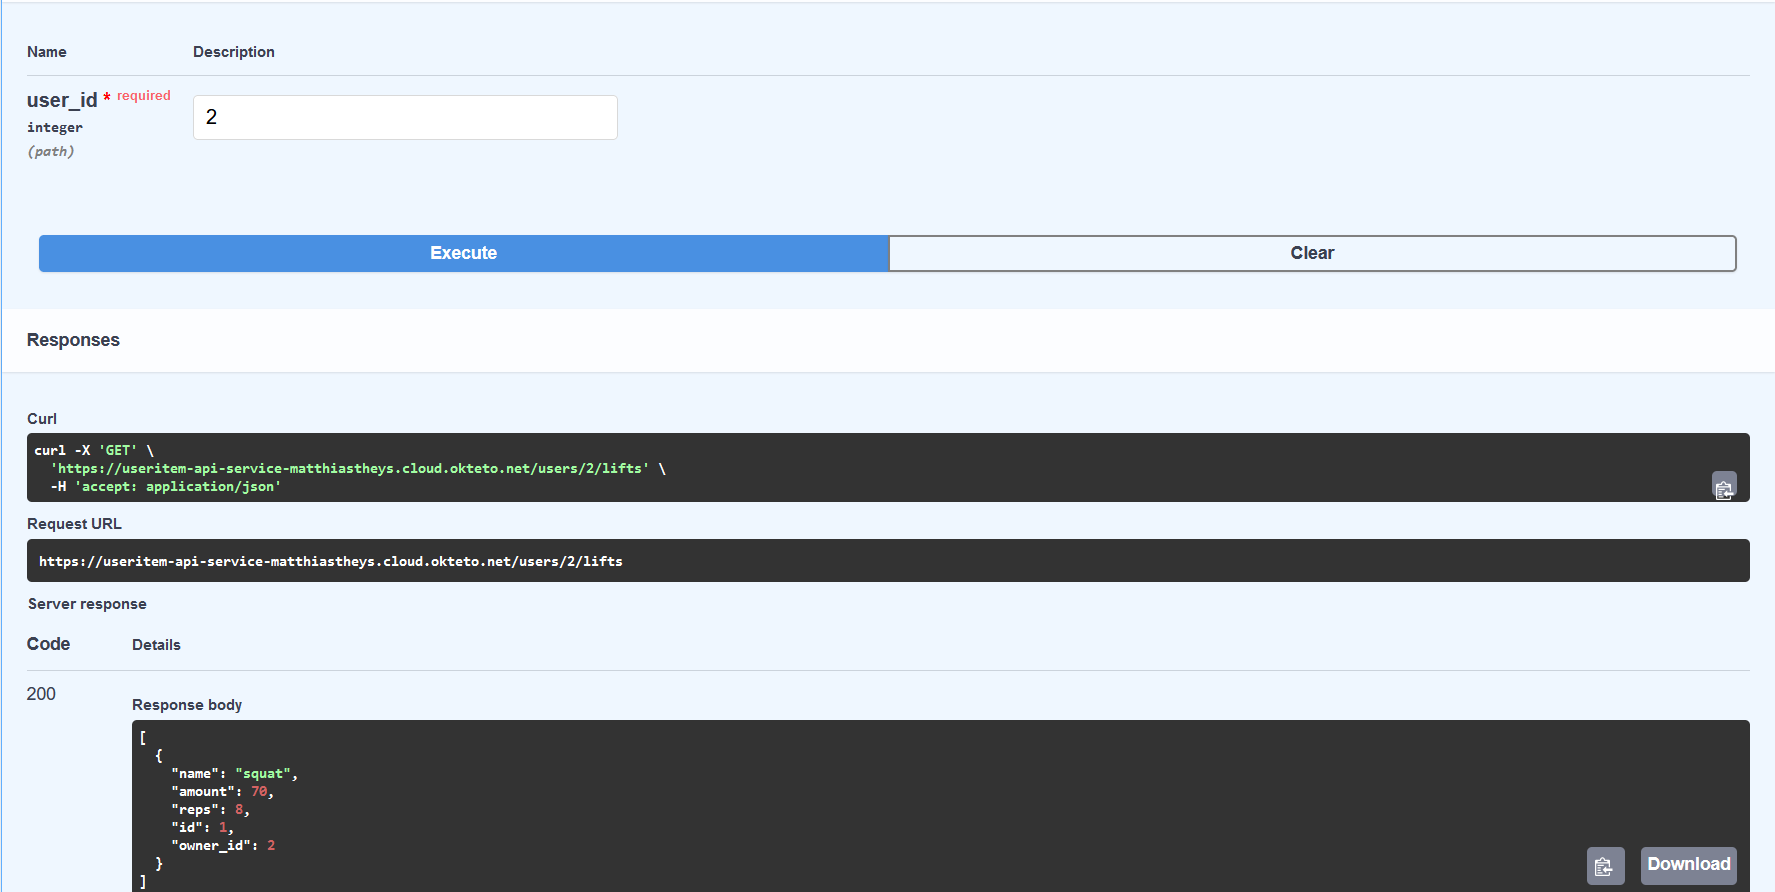 Name Description
user_id * required
integer
(path)
2
Execute Clear
Responses
Curl
curl -X 'GET' \
  'https://useritem-api-service-matthiastheys.cloud.okteto.net/users/2/lifts' \
  -H 'accept: application/json'
Request URL
https://useritem-api-service-matthiastheys.cloud.okteto.net/users/2/lifts
Server response
Code Details
200
Response body
[
  {
    "name": "squat",
    "amount": 70,
    "reps": 8,
    "id": 1,
    "owner_id": 2
  }
]
Download